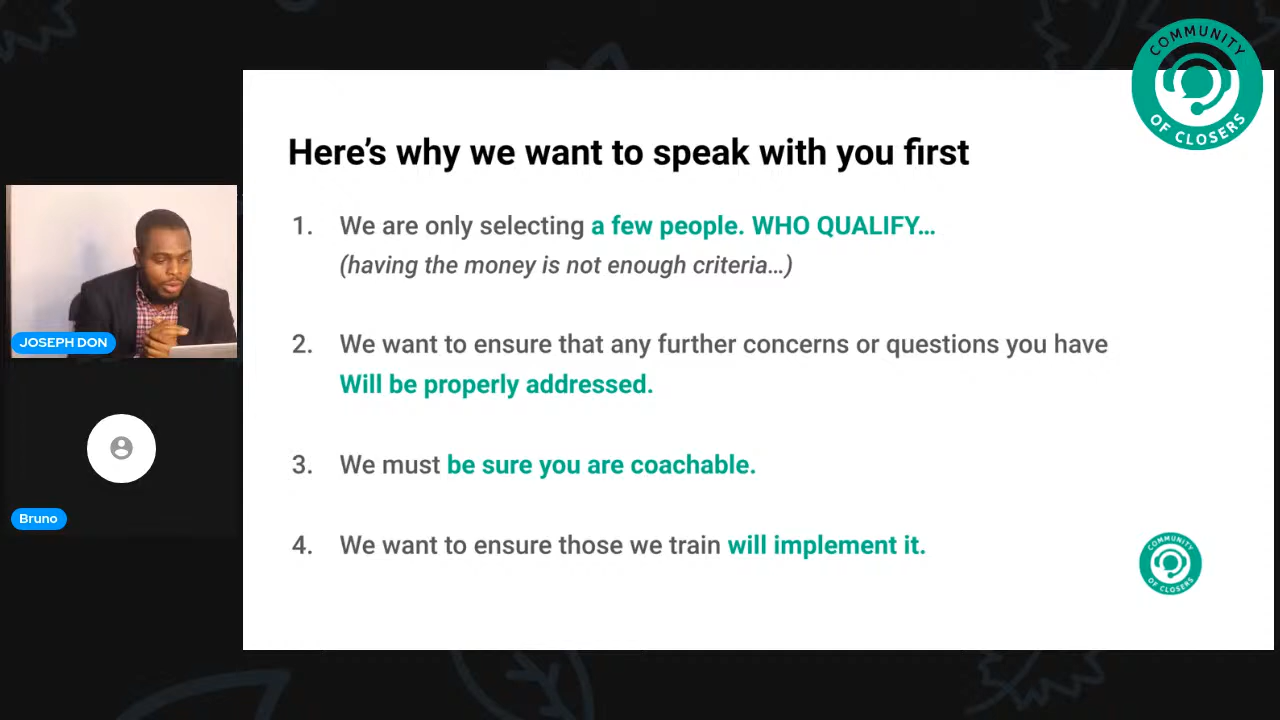 COMMUNITY
OF CLOSERS
Here's why we want to speak with you first
1. We are only selecting a few people. WHO QUALIFY...
(having the money is not enough criteria...)
2. We want to ensure that any further concerns or questions you have
Will be properly addressed.
3. We must be sure you are coachable.
4. We want to ensure those we train will implement it.
JOSEPH DON
Bruno
COMMUNITY
OF CLOSERS